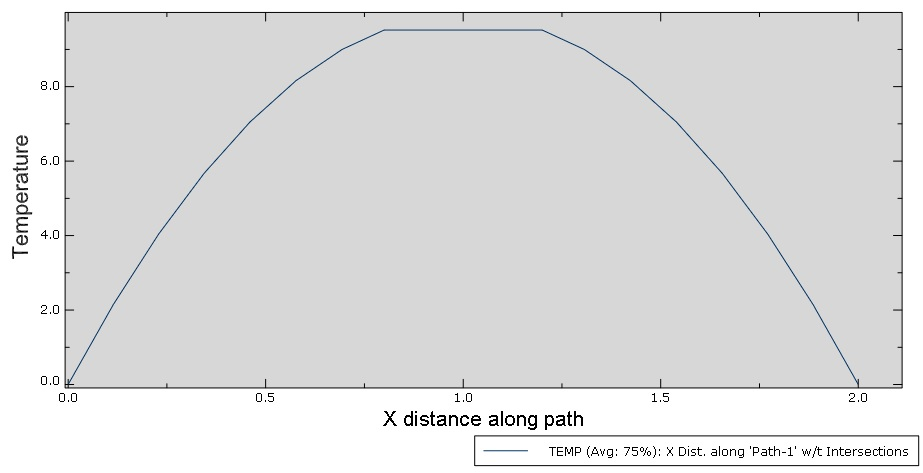 Temperature
8.0
6.0
4.0
2.0
0.0
0.0 0.5 1.0 1.5 2.0
X distance along path
TEMP (Avg: 75%): X Dist. along 'Path-1' w/t Intersections